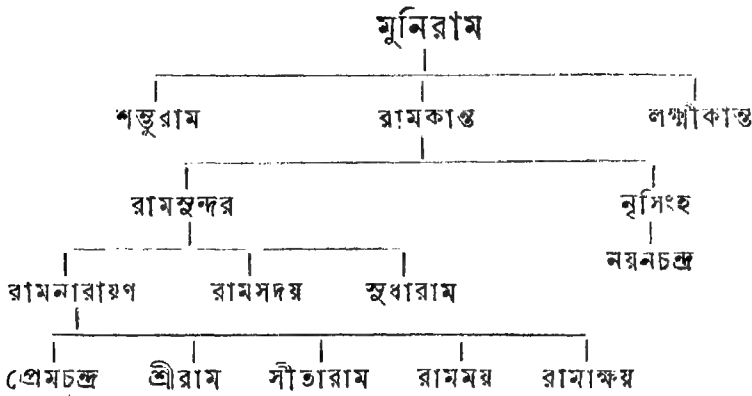 মুনিরাম
শম্ভুরাম রামকান্ত লক্ষ্মীকান্ত
রামসুন্দর নৃসিংহ
নয়নচন্দ্র
রামনারায়ণ রামসদয় সুধারাম
প্রেমচন্দ্র শ্রীরাম সীতারাম রামময় রামাক্ষয়